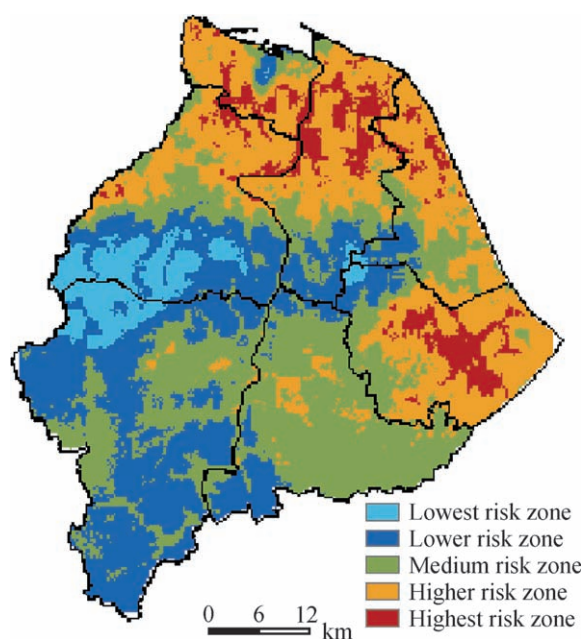 Lowest risk zone
Lower risk zone
Medium risk zone
Higher risk zone
Highest risk zone
0 6 12
km